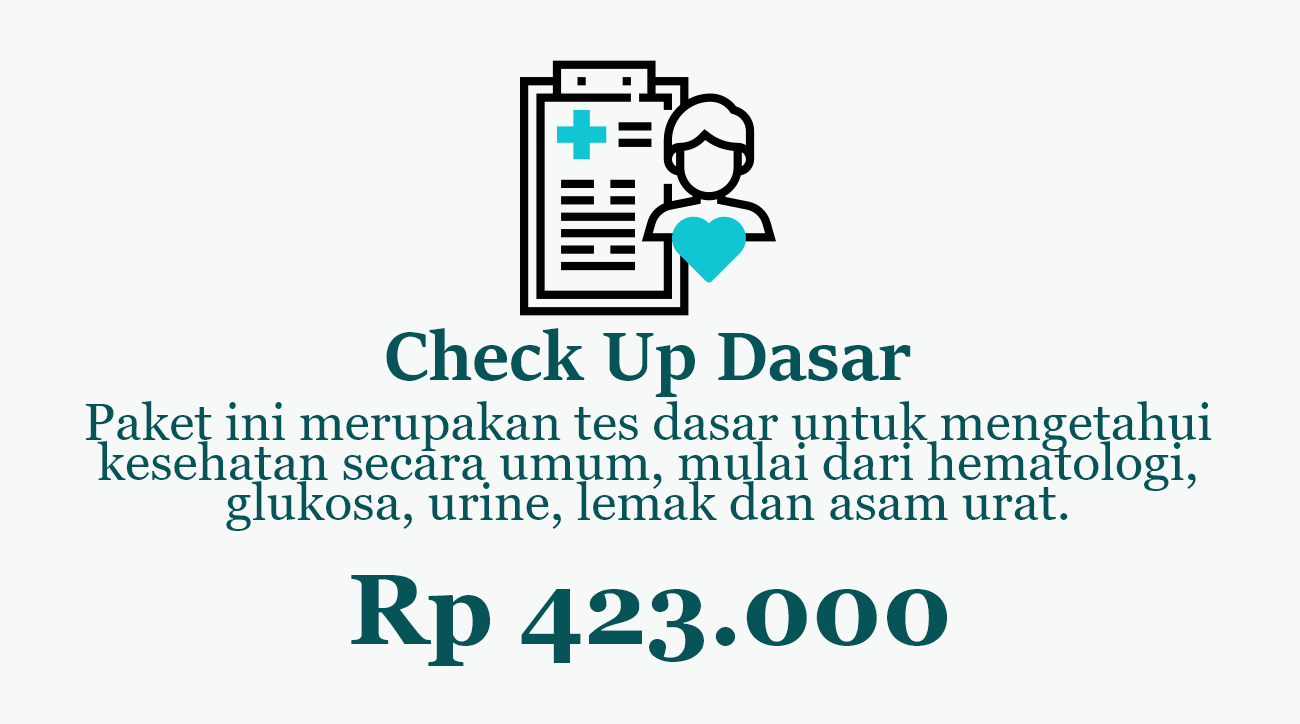 Check Up Dasar
Paket ini merupakan tes dasar untuk mengetahui
kesehatan secara umum, mulai dari hematologi,
glukosa, urine, lemak dan asam urat.
Rp 423.000